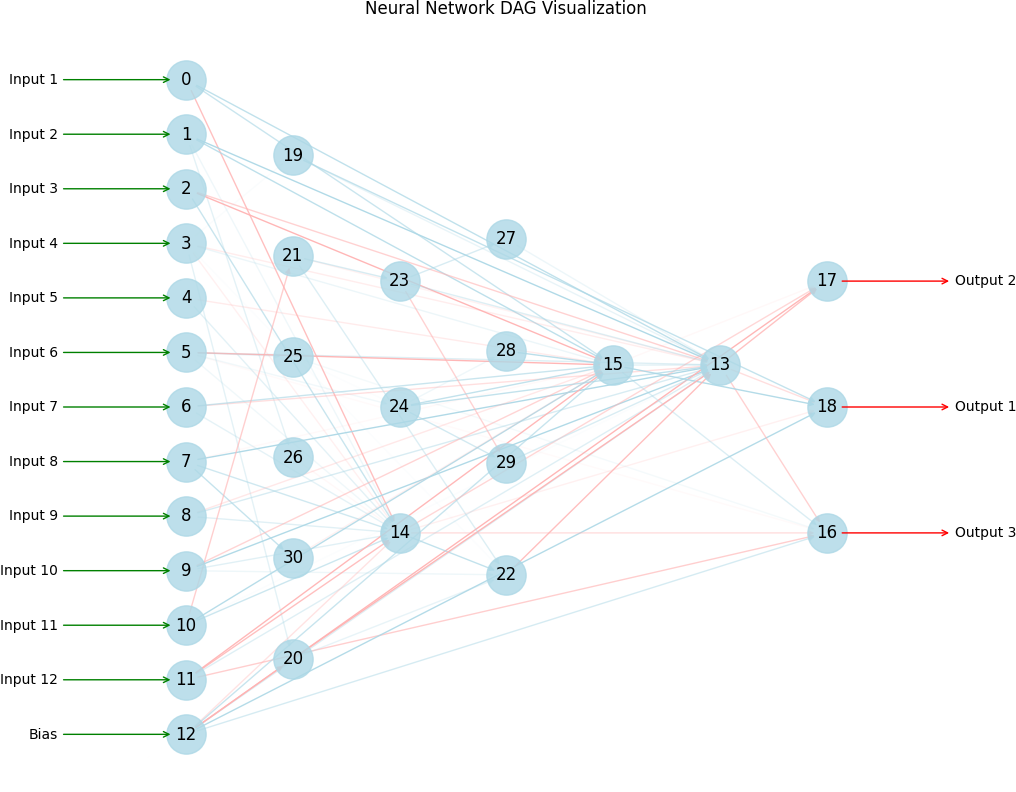 Neural Network DAG Visualization
Input 1
0
Input 2
1
19
Input 3
2
27
Input 4
3
21
23
17
Output 2
Input 5
4
Input 6
5
25
28
15
13
Input 7
6
24
18
Output 1
Input 8
7
26
29
Input 9
8
14
16
Output 3
Input 10
9
30
22
Input 11
10
20
Input 12
11
Bias
12